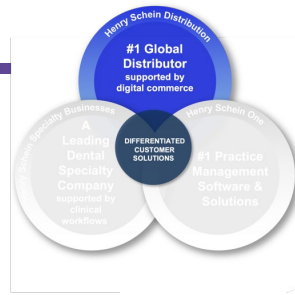 Henry Schein Distribution
#1 Global
Distributor
supported by
digital commerce
Schein Specialty Businesses
A
Leading
Dental
Specialty
Company
supported by
clinical
workflows
DIFFERENTIATED
CUSTOMER
SOLUTIONS
Henry Schein One
#1 Practice
Management
Software &
Solutions